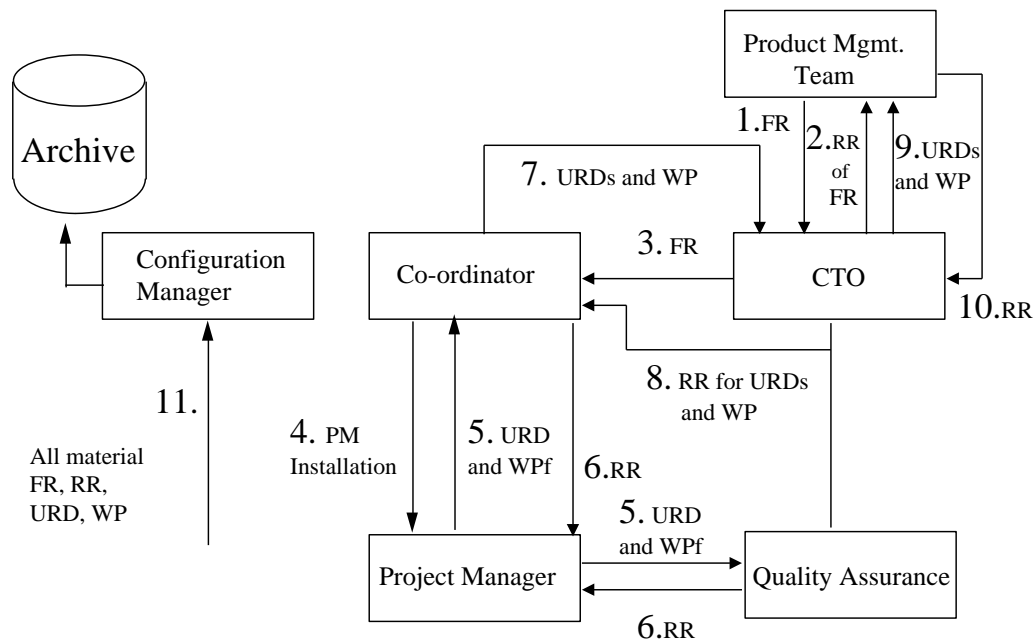 Product Mgmt.
Team
Archive
1.FR
2.RR
of
FR
9.URDs
and WP
7. URDs and WP
Configuration
Manager
Co-ordinator
3. FR
CTO
10.RR
8. RR for URDs
and WP
11.
All material
FR, RR,
URD, WP
4. PM
Installation
5. URD
and WPf
6.RR
5. URD
and WPf
Project Manager
Quality Assurance
6.RR